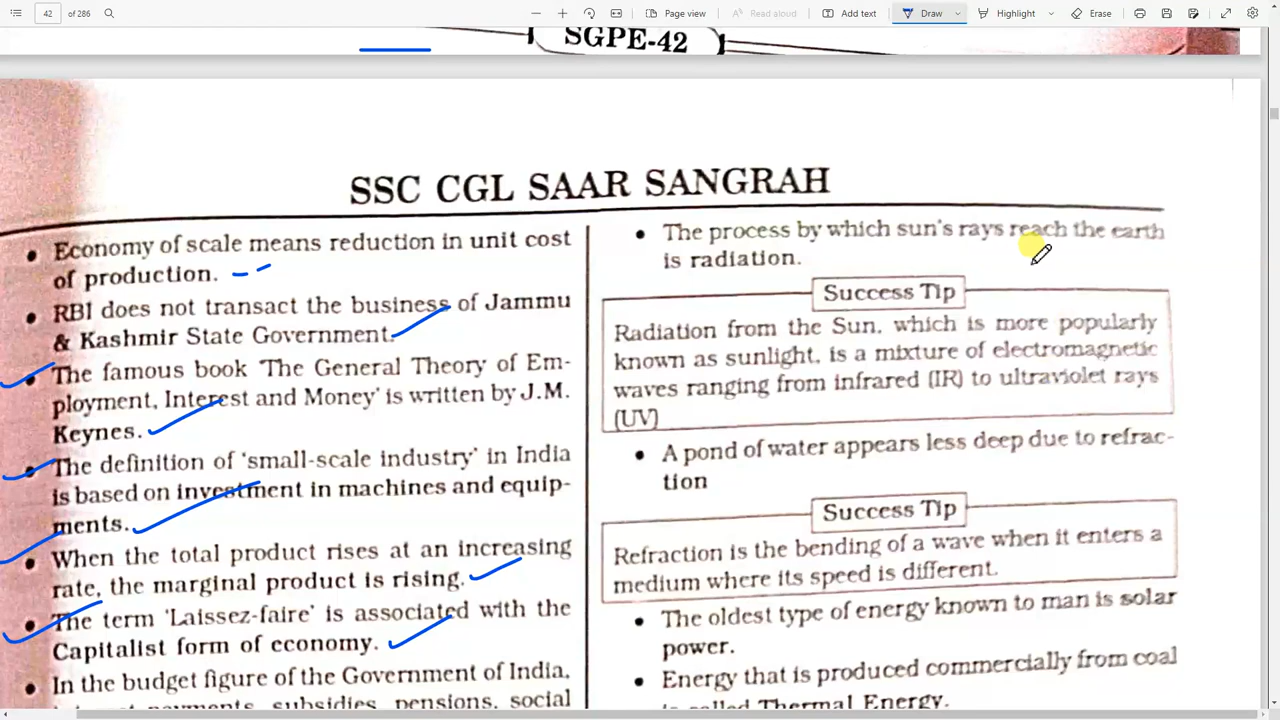 42
of 286
Page view
Read aloud
Add text
Draw
Highlight
Erase
SGPE-42
SSC CGL SAAR SANGRAH
Economy of scale means reduction in unit cost
of production.
RBI does not transact the business of Jammu
& Kashmir State Government.
The famous book 'The General Theory of Em-
ployment, Interest and Money' is written by J.M.
Keynes.
The definition of 'small-scale industry' in India
is based on investment in machines and equip-
ments.
When the total product rises at an increasing
rate, the marginal product is rising.
The term 'Laissez-faire' is associated with the
Capitalist form of economy.
In the budget figure of the Government of India,
payments, subsidies, pensions, social
The process by which sun's rays reach the earth
is radiation.
Success Tip
Radiation from the Sun, which is more popularly
known as sunlight, is a mixture of electromagnetic
waves ranging from infrared (IR) to ultraviolet rays
(UV)
A pond of water appears less deep due to refrac-
tion
Success Tip
Refraction is the bending of a wave when it enters a
medium where its speed is different.
The oldest type of energy known to man is solar
power.
Energy that is produced commercially from coal
is called Thermal Energy.